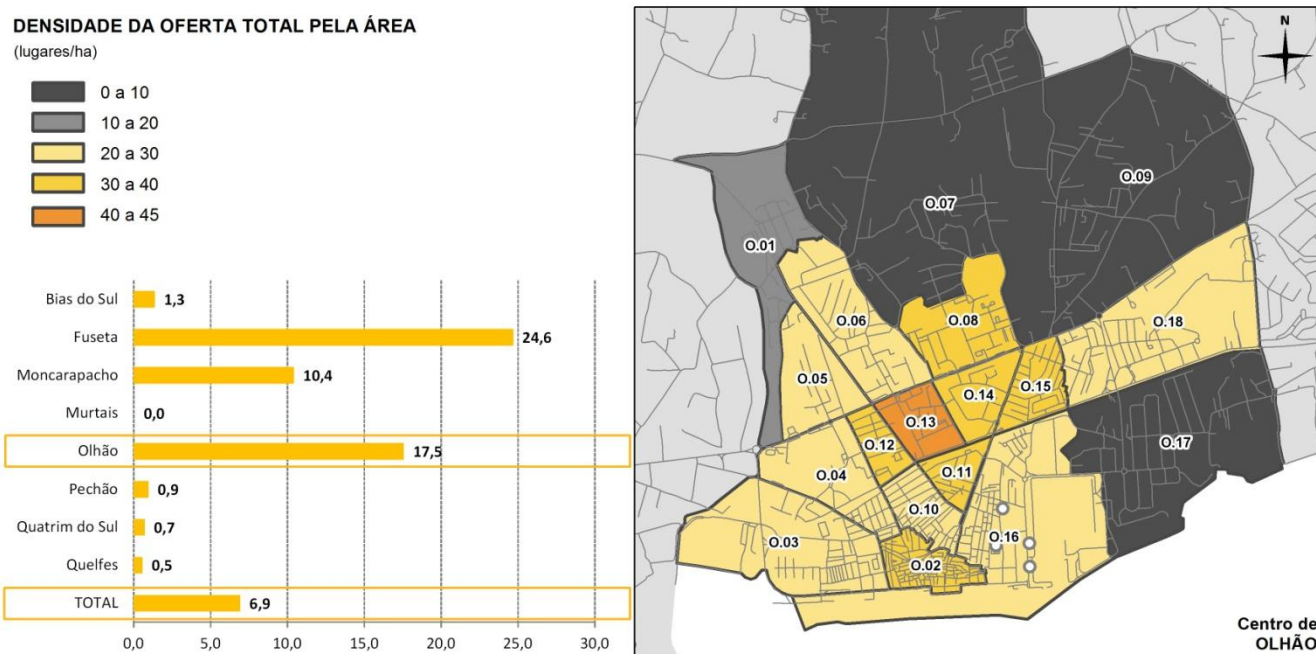 DENSIDADE DA OFERTA TOTAL PELA ÁREA
(lugares/ha)
0 a 10
10 a 20
20 a 30
30 a 40
40 a 45
Bias do Sul 1,3
Fuseta 24,6
Moncarapacho 10,4
Murtais 0,0
Olhão 17,5
Pechão 0,9
Quatrim do Sul 0,7
Quelfes 0,5
TOTAL 6,9
0,0 5,0 10,0 15,0 20,0 25,0 30,0
N
O.09
O.07
O.01
O.06
O.08
O.18
O.05
O.15
O.14
O.13
O.12
O.17
O.11
O.04
O.10
O.16
O.03
O.02
Centro de
OLHÃO